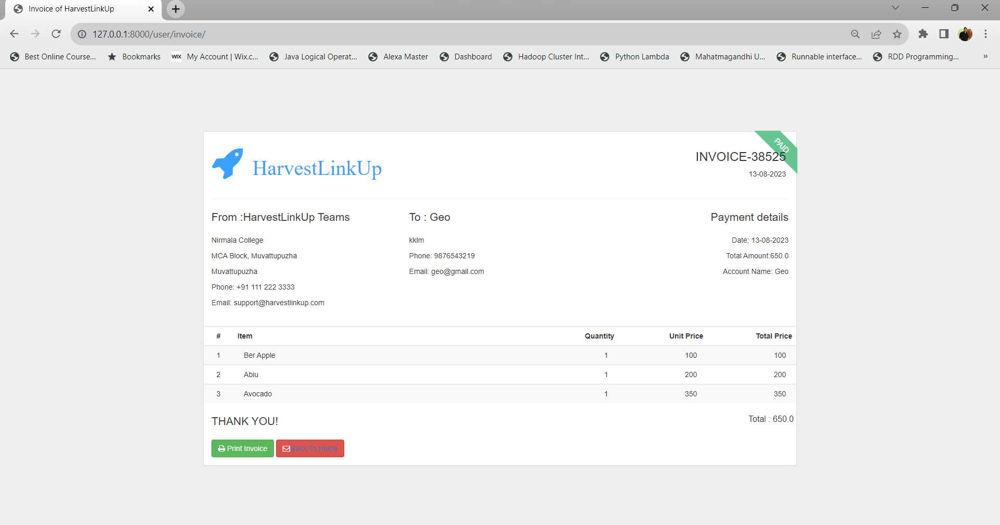 Invoice of HarvestLinkUp
127.0.0.1:8000/user/invoice/
Best Online Course... Bookmarks WIX My Account | Wix.c... Java Logical Operat... Alexa Master Dashboard Hadoop Cluster Int... Python Lambda Mahatmagandhi U... Runnable interface... RDD Programming... »
PAID
HarvestLinkUp
INVOICE-38525
13-08-2023
From :HarvestLinkUp Teams
Nirmala College
MCA Block, Muvattupuzha
Muvattupuzha
Phone: +91 111 222 3333
Email: support@harvestlinkup.com
To : Geo
kklm
Phone: 9876543219
Email: geo@gmail.com
Payment details
Date: 13-08-2023
Total Amount:650.0
Account Name: Geo
# Item Quantity Unit Price Total Price
1 Ber Apple 1 100 100
2 Abiu 1 200 200
3 Avocado 1 350 350
THANK YOU!
Total : 650.0
Print Invoice Back To Home